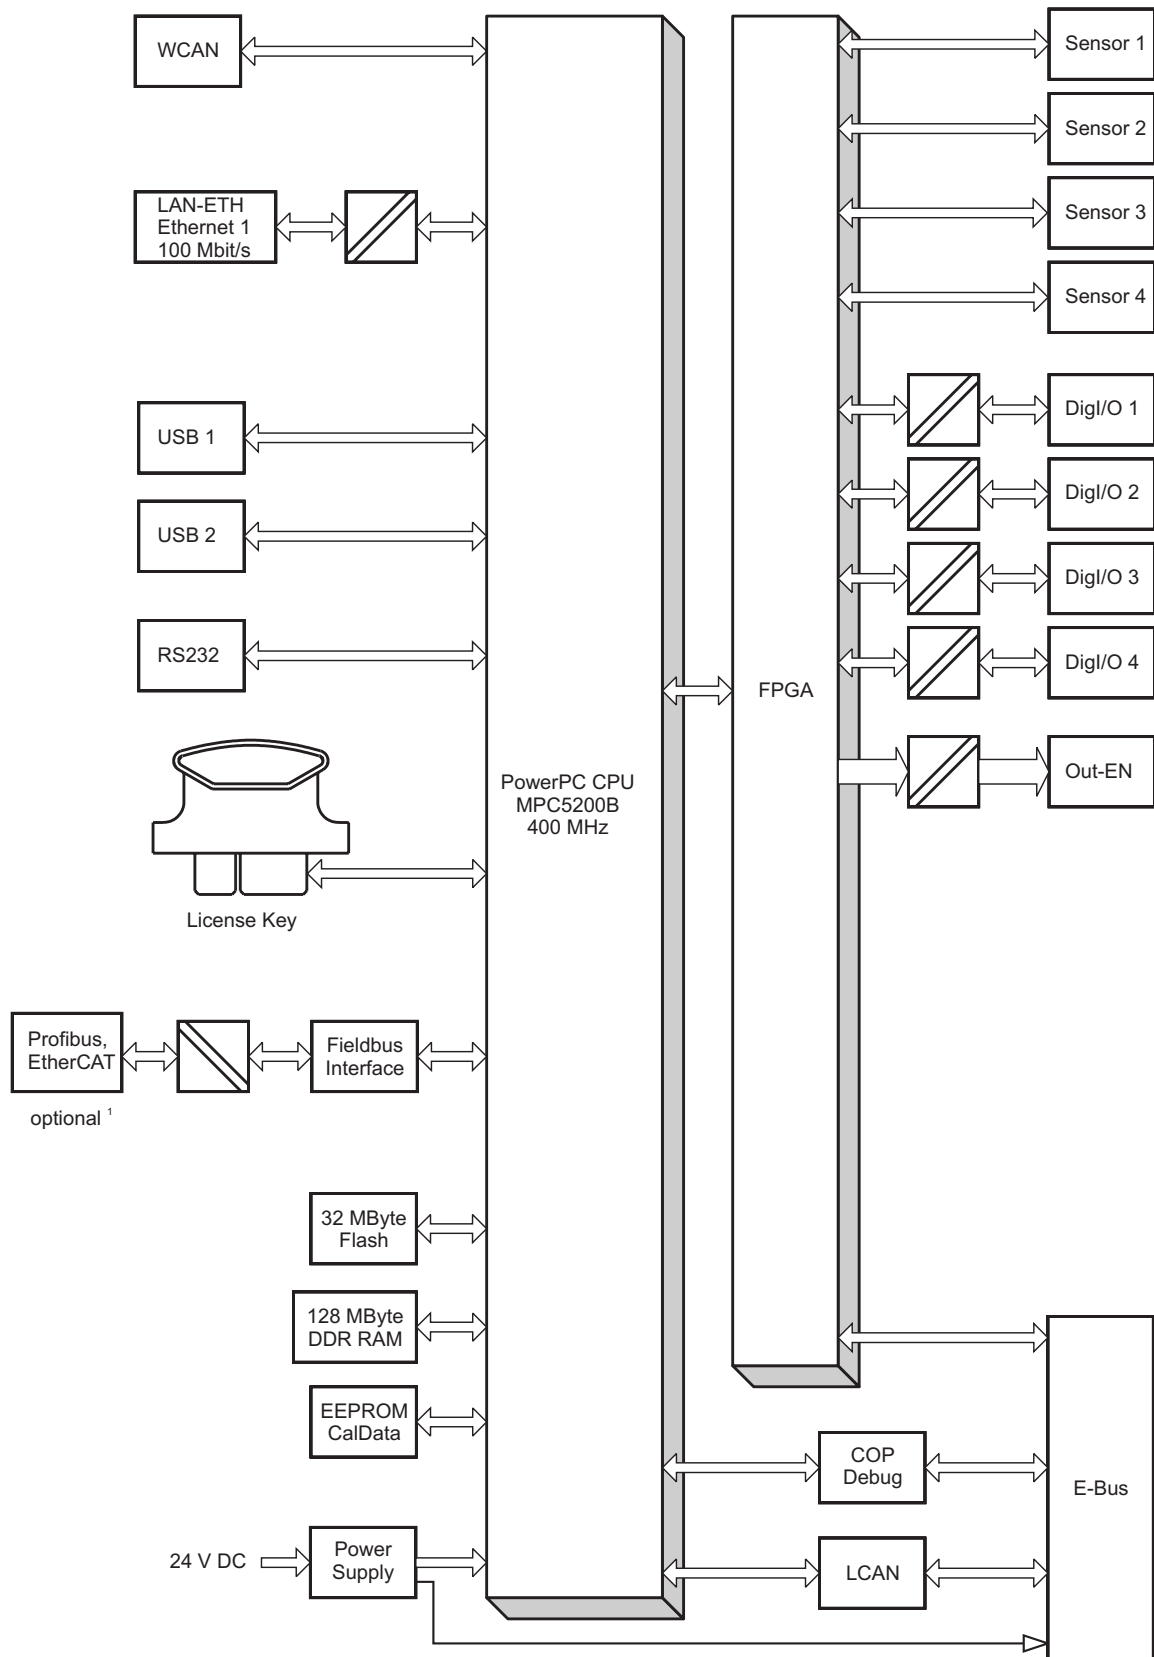 WCAN
LAN-ETH
Ethernet 1
100 Mbit/s
USB 1
USB 2
RS232
License Key
Profibus,
EtherCAT
optional ¹
Fieldbus
Interface
32 MByte
Flash
128 MByte
DDR RAM
EEPROM
CalData
24 V DC
Power
Supply
PowerPC CPU
MPC5200B
400 MHz
FPGA
Sensor 1
Sensor 2
Sensor 3
Sensor 4
DigI/O 1
DigI/O 2
DigI/O 3
DigI/O 4
Out-EN
COP
Debug
LCAN
E-Bus